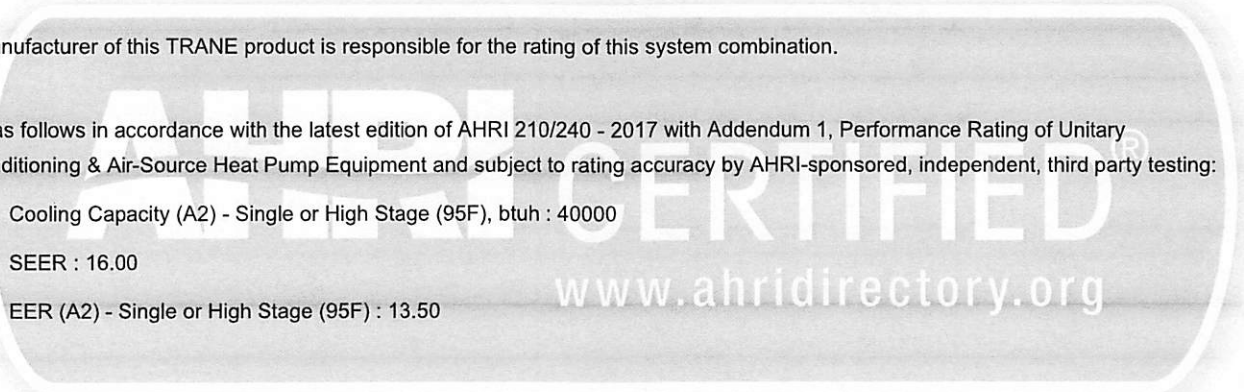 nufacturer of this TRANE product is responsible for the rating of this system combination.
as follows in accordance with the latest edition of AHRI 210/240 - 2017 with Addendum 1, Performance Rating of Unitary
ditioning & Air-Source Heat Pump Equipment and subject to rating accuracy by AHRI-sponsored, independent, third party testing:
Cooling Capacity (A2) - Single or High Stage (95F), btuh : 40000
SEER : 16.00
EER (A2) - Single or High Stage (95F) : 13.50
AHRI CERTIFIED®
www.ahridirectory.org